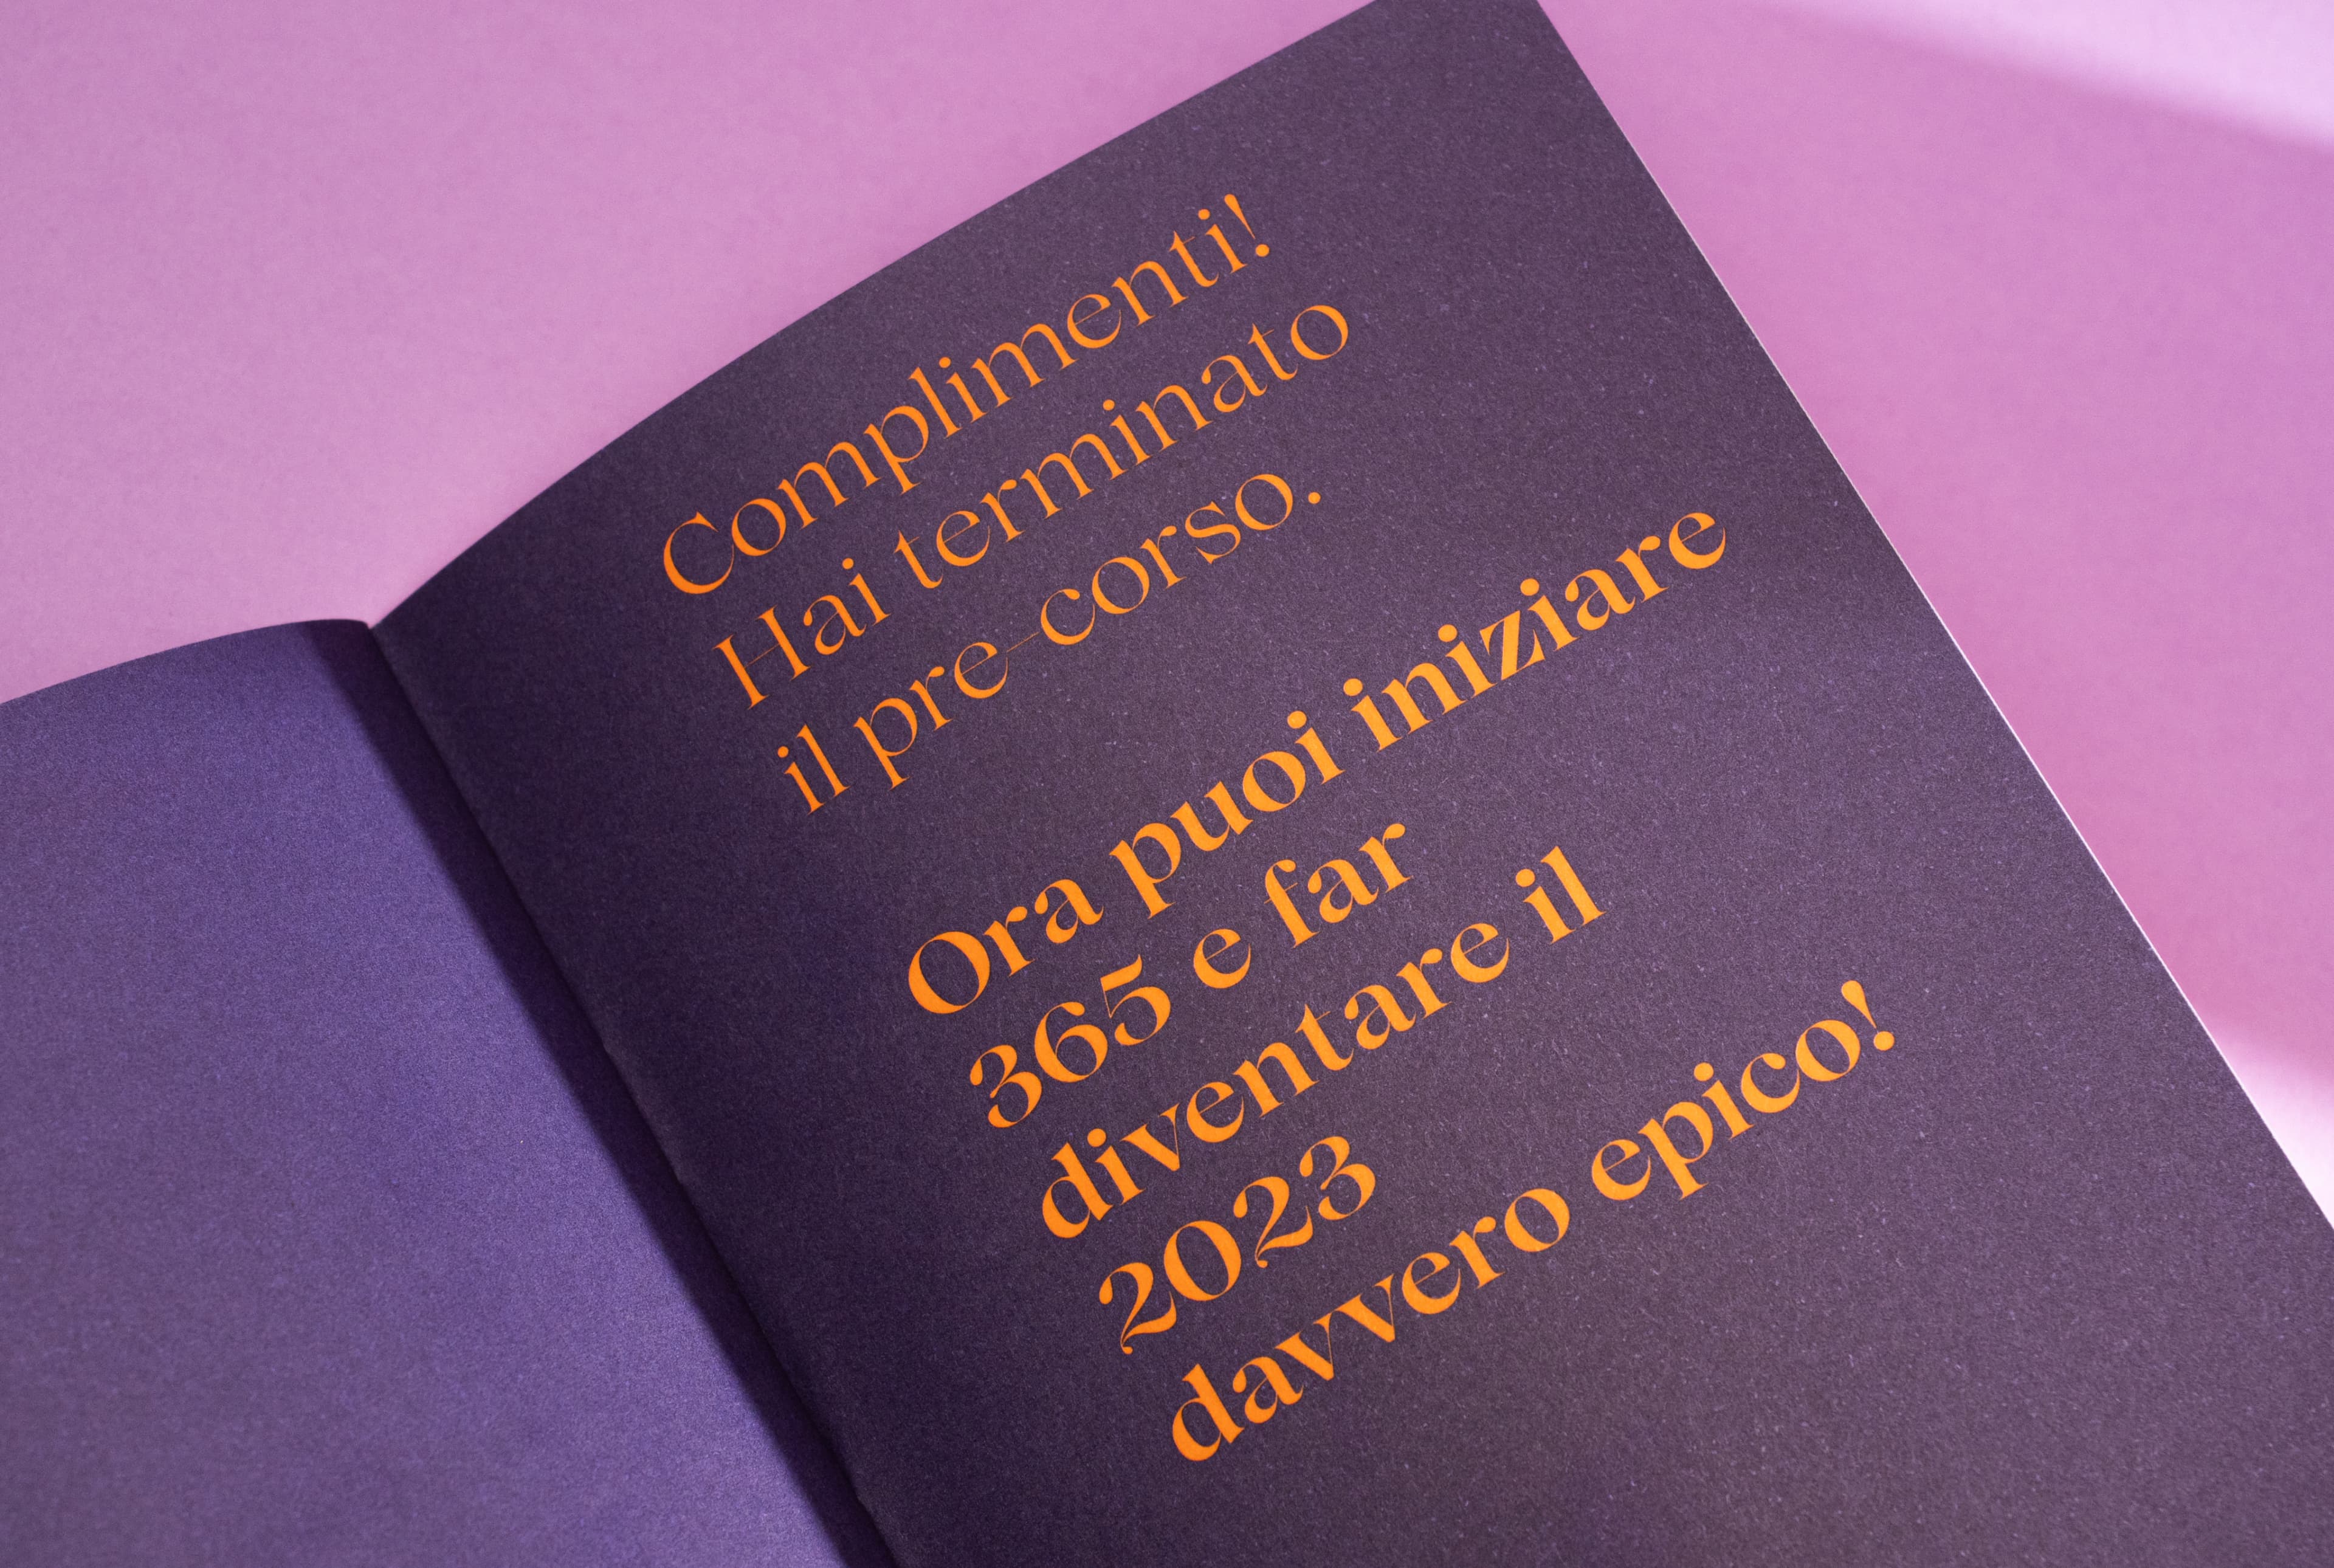 Complimenti!
Hai terminato
il pre-corso.
Ora puoi iniziare
365 e far
diventare il
2023
davvero epico!